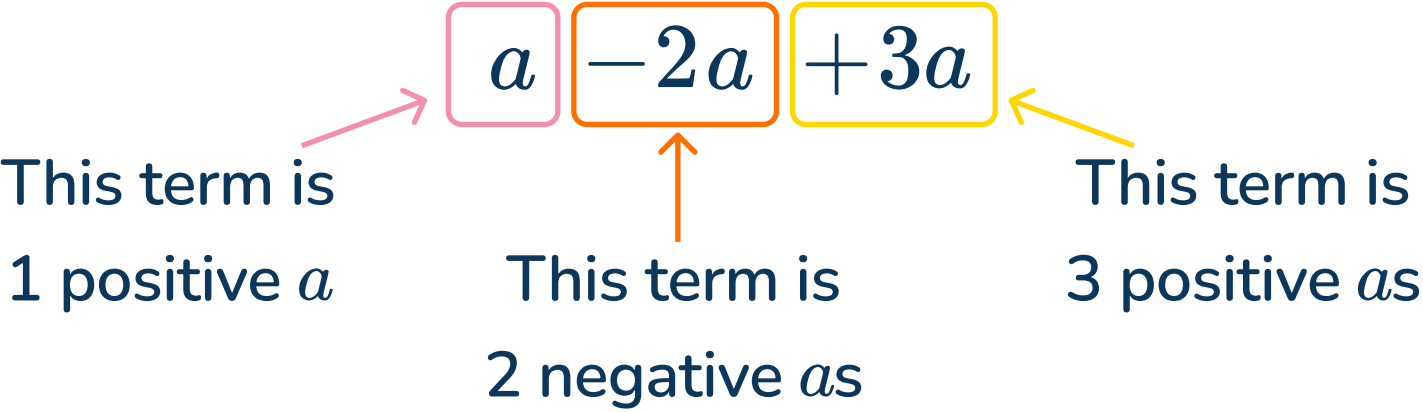 a −2a +3a
This term is
1 positive a
This term is
2 negative as
This term is
3 positive as